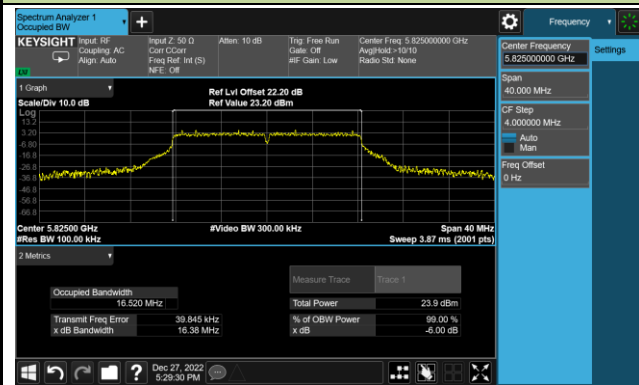 Spectrum Analyzer 1
Occupied BW
+
Frequency
KEYSIGHT
Input: RF
Coupling: AC
Align: Auto
Input Z: 50 Ω
Corr CCorr
Freq Ref: Int (S)
NFE: Off
Atten: 10 dB
Trig: Free Run
Gate: Off
#IF Gain: Low
Center Freq: 5.825000000 GHz
Avg|Hold:>10/10
Radio Std: None
Center Frequency
5.825000000 GHz
Settings
Span
40.000 MHz
CF Step
4.000000 MHz
Auto
Man
Freq Offset
0 Hz
1 Graph
Scale/Div 10.0 dB
Ref Lvl Offset 22.20 dB
Ref Value 23.20 dBm
Log
13.2
3.20
-6.80
-16.8
-26.8
-36.8
-46.8
-56.8
-66.8
Center 5.82500 GHz
#Res BW 100.00 kHz
#Video BW 300.00 kHz
Span 40 MHz
Sweep 3.87 ms (2001 pts)
2 Metrics
Measure Trace
Trace 1
Occupied Bandwidth
16.520 MHz
Total Power
23.9 dBm
Transmit Freq Error
39.845 kHz
% of OBW Power
99.00 %
x dB Bandwidth
16.38 MHz
x dB
-6.00 dB
?
Dec 27, 2022
5:29:30 PM